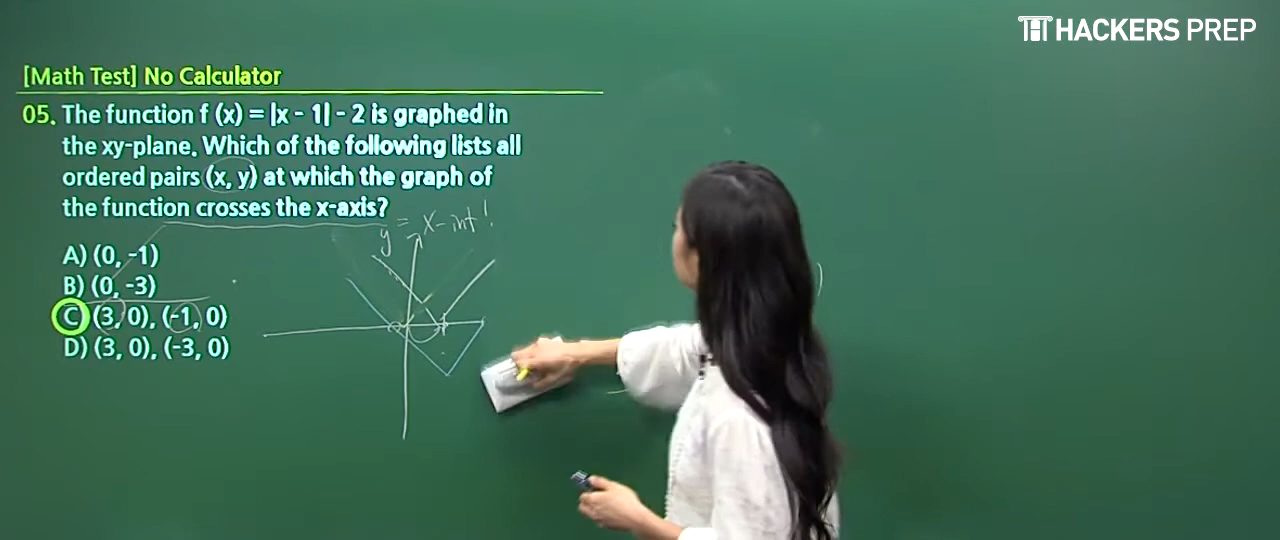 HACKERS PREP
[Math Test] No Calculator
05. The function f (x) = |x - 1| - 2 is graphed in
the xy-plane. Which of the following lists all
ordered pairs (x, y) at which the graph of
the function crosses the x-axis?
= x-int!
y
A) (0, -1)
B) (0, -3)
C) (3, 0), (-1, 0)
D) (3, 0), (-3, 0)